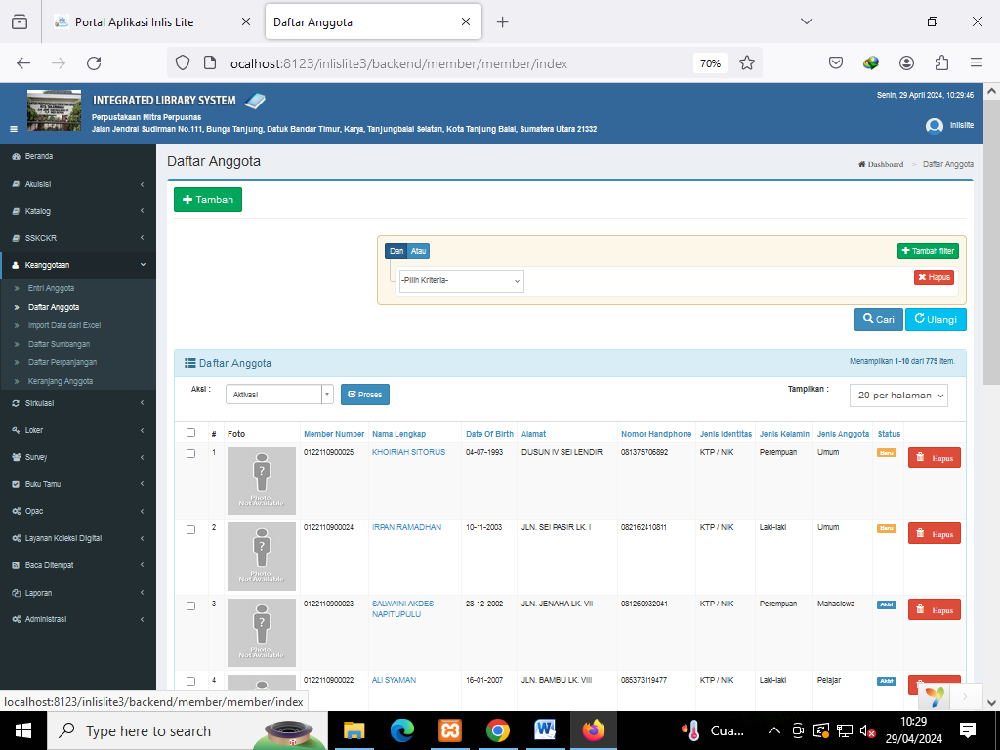 Portal Aplikasi Inlis Lite
Daftar Anggota
localhost:8123/inlislite3/backend/member/member/index
70%
INTEGRATED LIBRARY SYSTEM
Perpustakaan Mitra Perpusnas
Jalan Jendral Sudirman No.111, Bunga Tanjung, Datuk Bandar Timur, Karya, Tanjungbalai Selatan, Kota Tanjung Balai, Sumatera Utara 21332
Senin, 29 April 2024, 10:29:46
inlislite
Beranda
Akuisisi
Katalog
SSKCKR
Keanggotaan
Entri Anggota
Daftar Anggota
Import Data dari Excel
Daftar Sumbangan
Daftar Perpanjangan
Keranjang Anggota
Sirkulasi
Loker
Survey
Buku Tamu
Opac
Layanan Koleksi Digital
Baca Ditempat
Laporan
Administrasi
Daftar Anggota
Dashboard > Daftar Anggota
Tambah
Dan Atau
Tambah filter
-Pilih Kriteria-
Hapus
Cari Ulangi
Daftar Anggota
Menampilkan 1-10 dari 779 item.
Aksi : Aktivasi Proses
Tampilkan : 20 per halaman
# Foto Member Number Nama Lengkap Date Of Birth Alamat Nomor Handphone Jenis Identitas Jenis Kelamin Jenis Anggota Status
1 0122110900025 KHOIRIAH SITORUS 04-07-1993 DUSUN IV SEI LENDIR 081375706892 KTP / NIK Perempuan Umum Baru Hapus
?
Photo
Not Available
2 0122110900024 IRPAN RAMADHAN 10-11-2003 JLN. SEI PASIR LK. I 082162410811 KTP / NIK Laki-laki Umum Baru Hapus
?
Photo
Not Available
3 0122110900023 SALWAINI AKDES 28-12-2002 JLN. JENAHA LK. VII 081260932041 KTP / NIK Perempuan Mahasiswa Aktif Hapus
NAPITUPULU
?
Photo
Not Available
4 0122110900022 ALI SYAMAN 16-01-2007 JLN. BAMBU LK. VIII 085373119477 KTP / NIK Laki-laki Pelajar Aktif
localhost:8123/inlislite3/backend/member/member/index
Type here to search
Cua...
10:29
29/04/2024